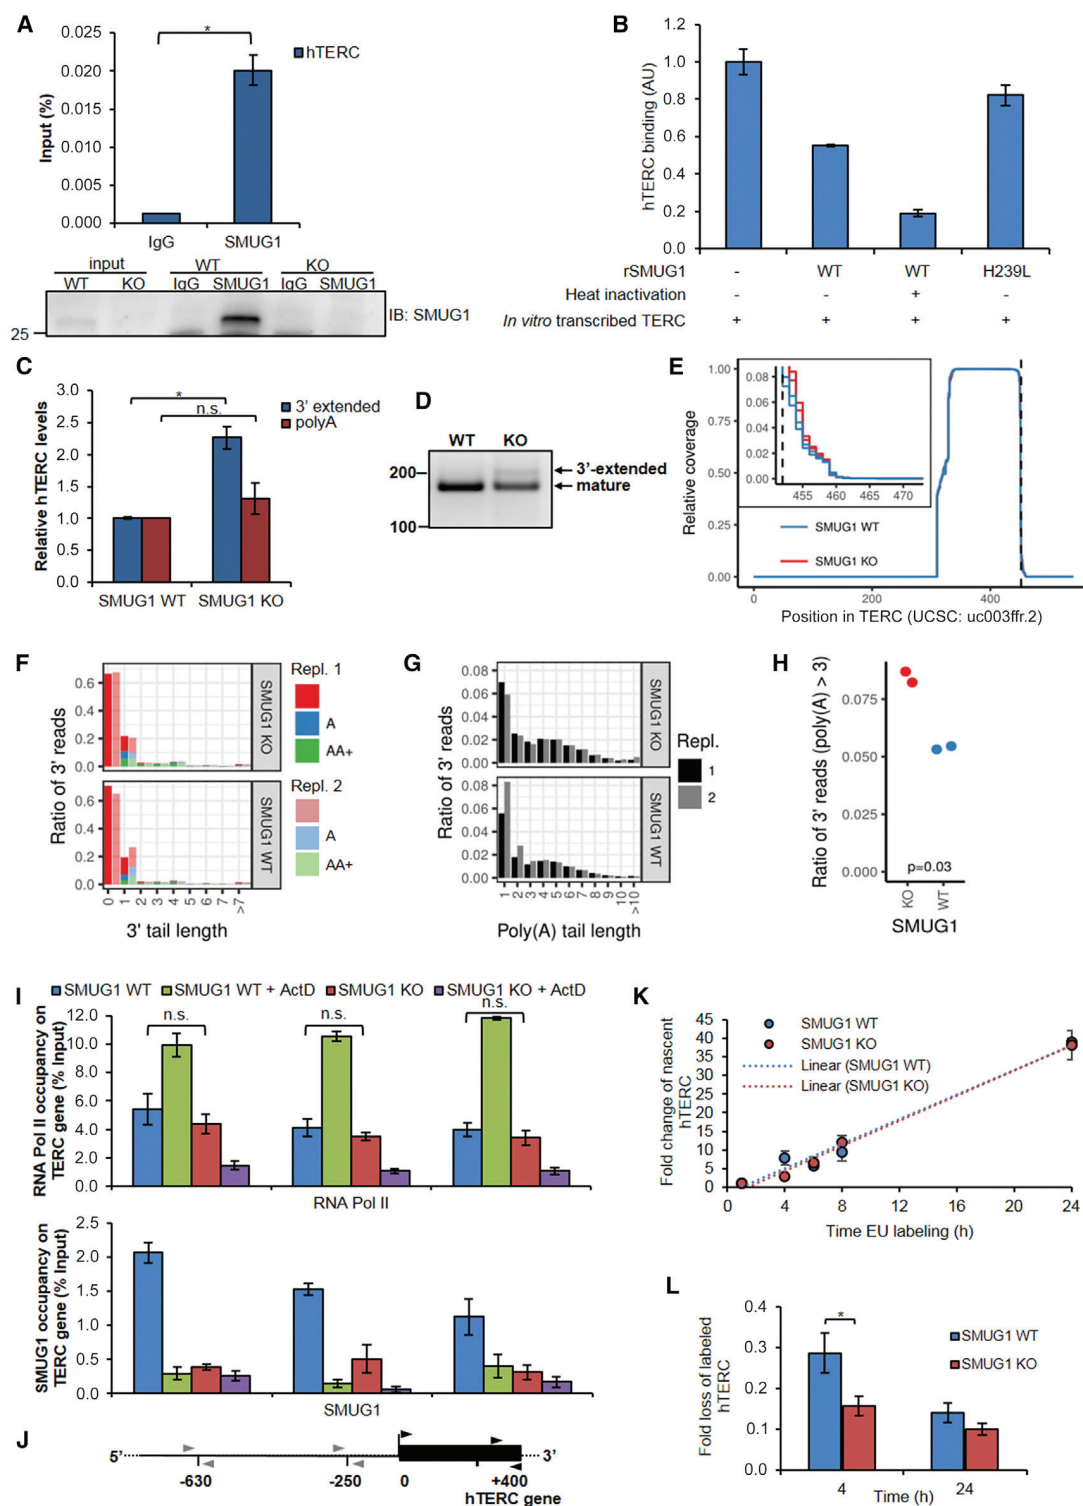 A
0.025
0.020
0.015
0.010
0.005
0.000
Input (%)
*
hTERC
IgG
SMUG1
input
WT
KO
WT
KO
IgG
SMUG1
IgG
SMUG1
IB: SMUG1
25
B
1.2
1.0
0.8
0.6
0.4
0.2
0.0
hTERC binding (AU)
rSMUG1 - WT WT H239L
Heat inactivation - - + -
In vitro transcribed TERC + + + +
C
3.0
2.5
2.0
1.5
1.0
0.5
0.0
Relative hTERC levels
*
n.s.
3' extended
polyA
SMUG1 WT
SMUG1 KO
D
WT KO
200
100
3'-extended
mature
E
1.00
0.75
0.50
0.25
0.00
Relative coverage
0.08
0.06
0.04
0.02
0.00
455 460 465 470
SMUG1 WT
SMUG1 KO
0 200 400
Position in TERC (UCSC: uc003ffr.2)
F
Ratio of 3' reads
0.6
0.4
0.2
0.0
SMUG1 KO
0.6
0.4
0.2
0.0
SMUG1 WT
0 1 2 3 4 5 6 7 >7
3' tail length
Repl. 1
A
AA+
Repl. 2
A
AA+
G
Ratio of 3' reads
0.08
0.06
0.04
0.02
0.00
SMUG1 KO
0.08
0.06
0.04
0.02
0.00
SMUG1 WT
1 2 3 4 5 6 7 8 9 10 >10
Poly(A) tail length
Repl.
1
2
H
Ratio of 3' reads (poly(A) > 3)
0.075
0.050
0.025
0.000
p=0.03
KO
WT
SMUG1
I
SMUG1 WT
SMUG1 WT + ActD
SMUG1 KO
SMUG1 KO + ActD
RNA Pol II occupancy on
TERC gene (% Input)
12.0
10.0
8.0
6.0
4.0
2.0
0.0
n.s.
n.s.
n.s.
RNA Pol II
SMUG1 occupancy on
TERC gene (% Input)
2.5
2.0
1.5
1.0
0.5
0.0
SMUG1
J
5'
3'
-630
-250
0
+400
hTERC gene
K
Fold change of nascent
hTERC
45
40
35
30
25
20
15
10
5
0
SMUG1 WT
SMUG1 KO
Linear (SMUG1 WT)
Linear (SMUG1 KO)
0 4 8 12 16 20 24
Time EU labeling (h)
L
Fold loss of labeled
hTERC
0.4
0.3
0.2
0.1
0.0
*
SMUG1 WT
SMUG1 KO
4
24
Time (h)